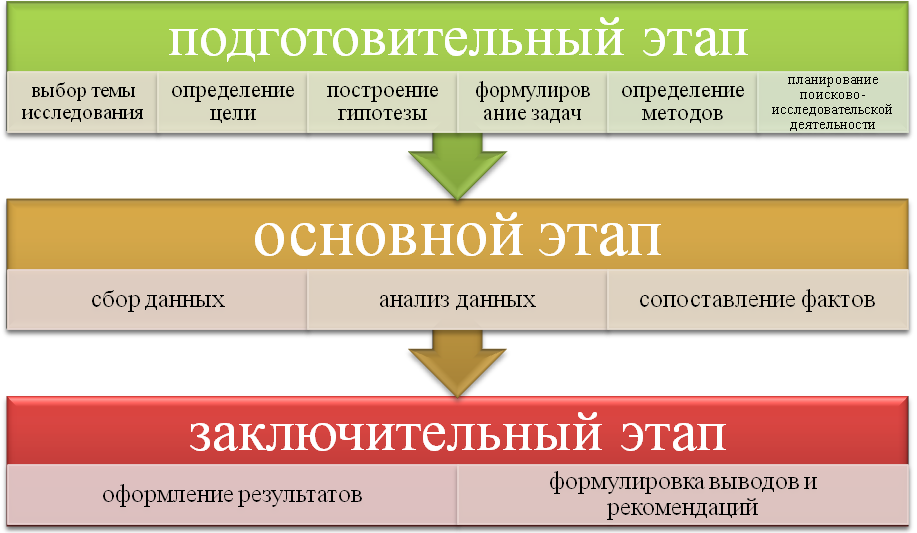 подготовительный этап
выбор темы
исследования
определение
цели
построение
гипотезы
формулиров
ание задач
определение
методов
планирование
поисково-
исследовательской
деятельности
основной этап
сбор данных
анализ данных
сопоставление фактов
заключительный этап
оформление результатов
формулировка выводов и
рекомендаций